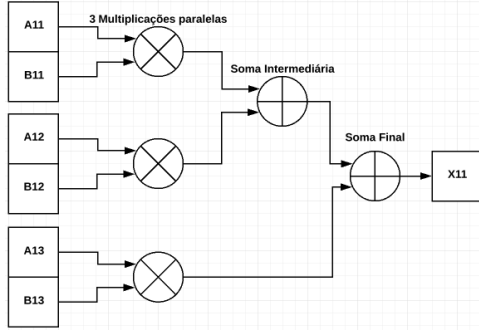 A11
3 Multiplicações paralelas
B11
Soma Intermediária
A12
B12
Soma Final
X11
A13
B13